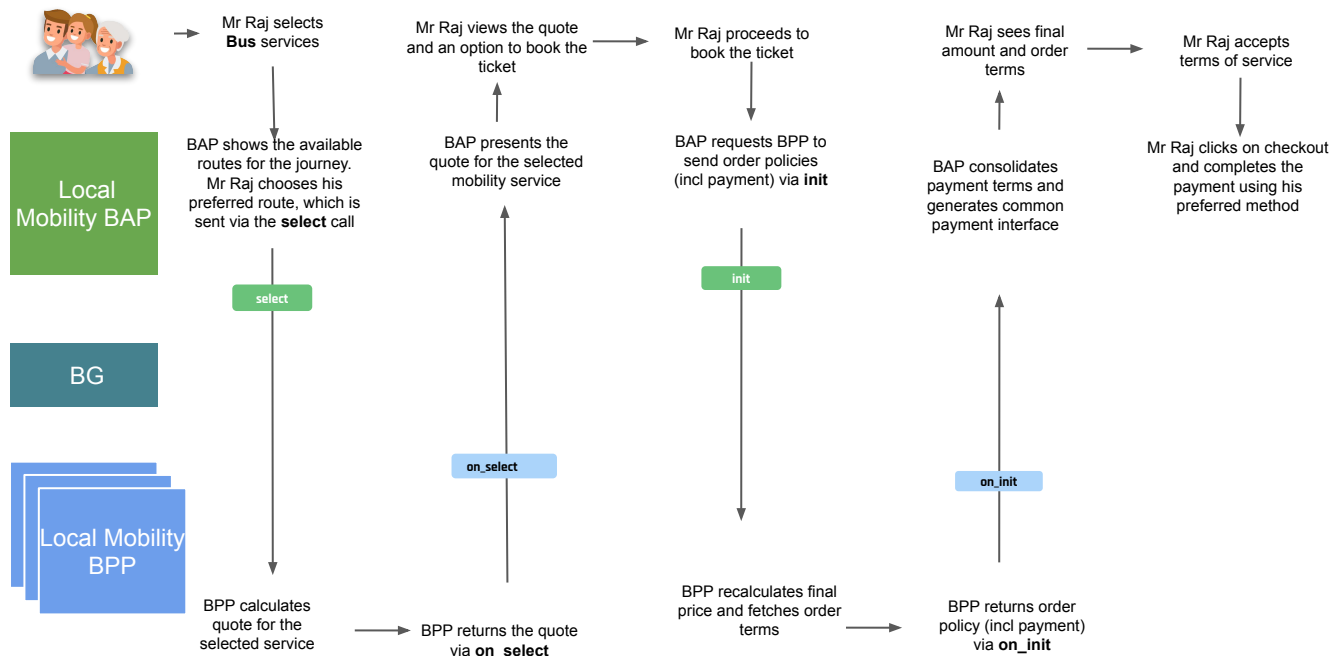 Mr Raj selects
Bus services
Mr Raj views the quote
and an option to book the
ticket
Mr Raj proceeds to
book the ticket
Mr Raj sees final
amount and order
terms
Mr Raj accepts
terms of service
Local
Mobility BAP
BAP shows the available
routes for the journey.
Mr Raj chooses his
preferred route, which is
sent via the select call
BAP presents the
quote for the selected
mobility service
BAP requests BPP to
send order policies
(incl payment) via init
BAP consolidates
payment terms and
generates common
payment interface
Mr Raj clicks on checkout
and completes the
payment using his
preferred method
select
init
BG
on_select
on_init
Local Mobility
BPP
BPP calculates
quote for the
selected service
BPP returns the quote
via on_select
BPP recalculates final
price and fetches order
terms
BPP returns order
policy (incl payment)
via on_init